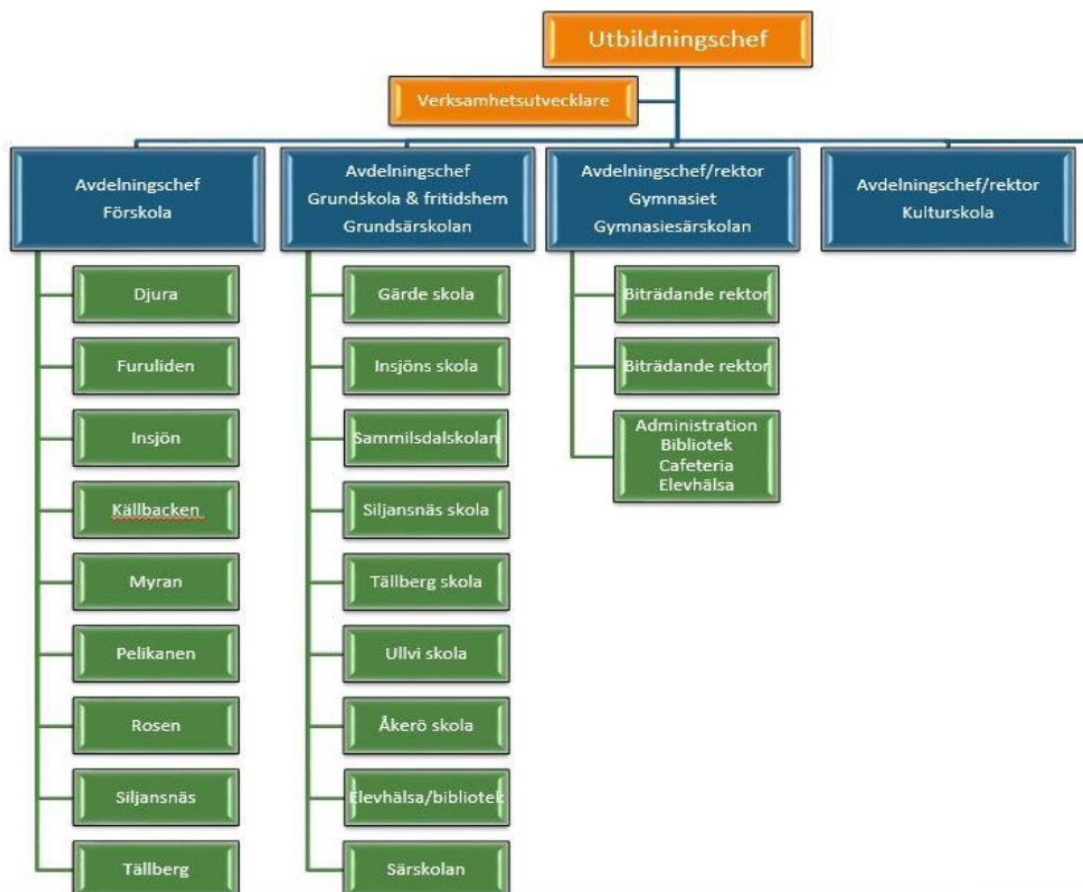 Utbildningschef
Verksamhetsutvecklare
Avdelningschef
Förskola
Djura
Furuliden
Insjön
Källbacken
Myran
Pelikanen
Rosen
Siljansnäs
Tällberg
Avdelningschef
Grundskola & fritidshem
Grundsärskolan
Gärde skola
Insjöns skola
Sammilsdalskolan
Siljansnäs skola
Tällberg skola
Ullvi skola
Åkerö skola
Elevhälsa/bibliotek
Särskolan
Avdelningschef/rektor
Gymnasiet
Gymnasiesärskolan
Biträdande rektor
Biträdande rektor
Administration
Bibliotek
Cafeteria
Elevhälsa
Avdelningschef/rektor
Kulturskola